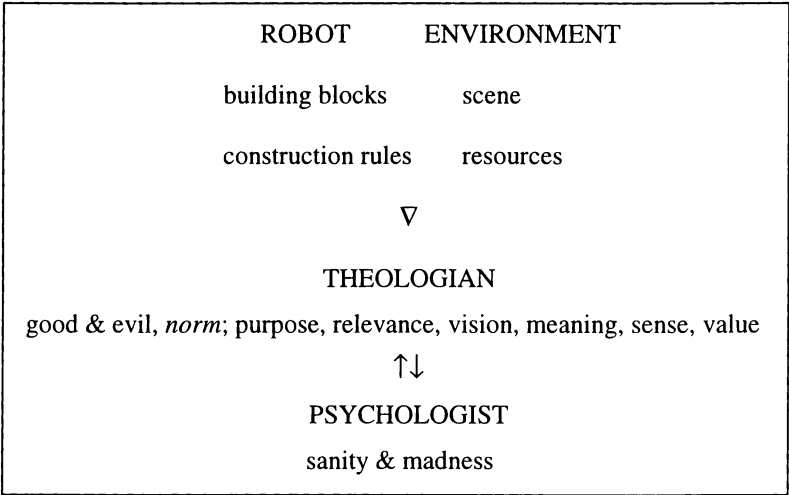 ROBOT ENVIRONMENT
building blocks scene
construction rules resources
∇
THEOLOGIAN
good & evil, norm; purpose, relevance, vision, meaning, sense, value
↑↓
PSYCHOLOGIST
sanity & madness